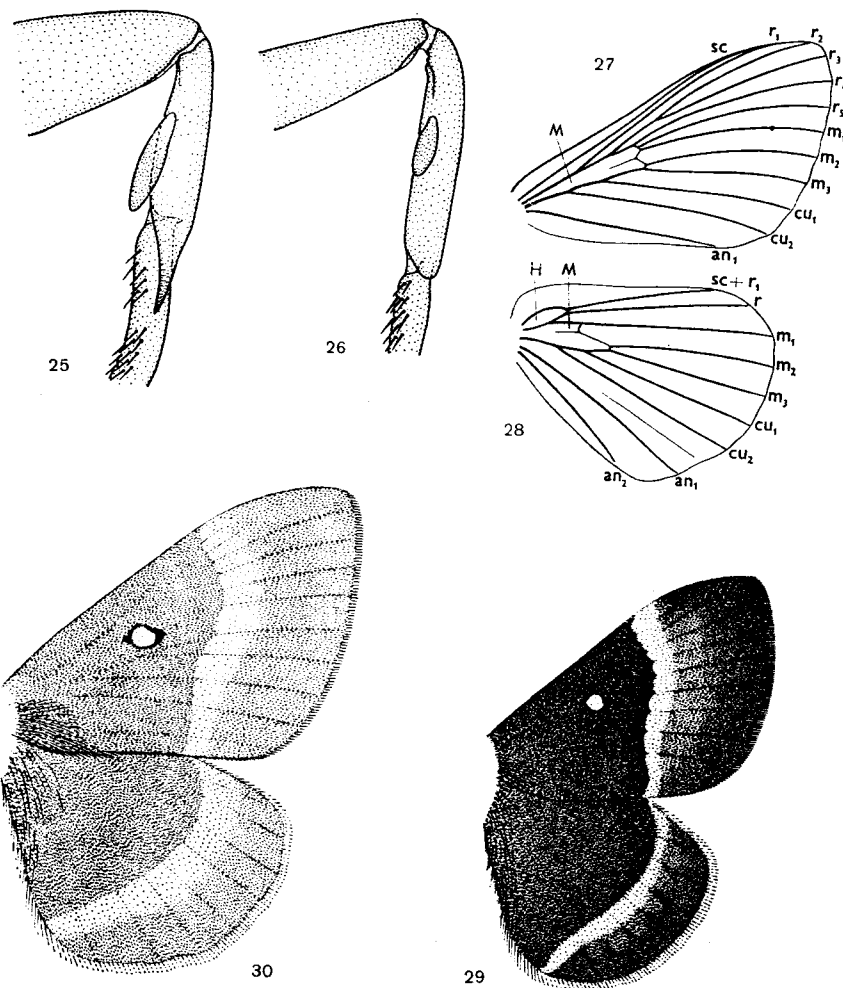 25
26
27
sc
r₁
r₂
r₃
r₅
M
m₂
m₃
cu₁
cu₂
an₁
28
H
M
sc + r₁
r
m₁
m₂
m₃
cu₁
cu₂
an₁
an₂
30
29